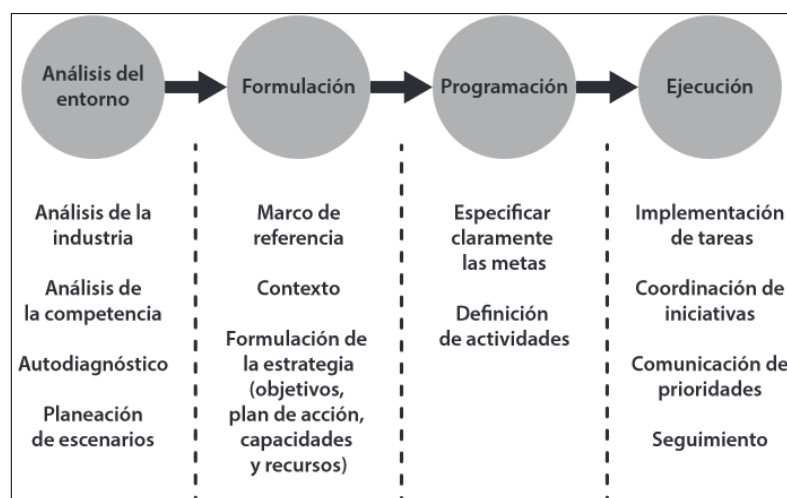 Análisis del
entorno
Formulación
Programación
Ejecución
Análisis de la
industria
Análisis de
la competencia
Autodiagnóstico
Planeación
de escenarios
Marco de
referencia
Contexto
Formulación de
la estrategia
(objetivos,
plan de acción,
capacidades
y recursos)
Especificar
claramente
las metas
Definición
de actividades
Implementación
de tareas
Coordinación de
iniciativas
Comunicación de
prioridades
Seguimiento